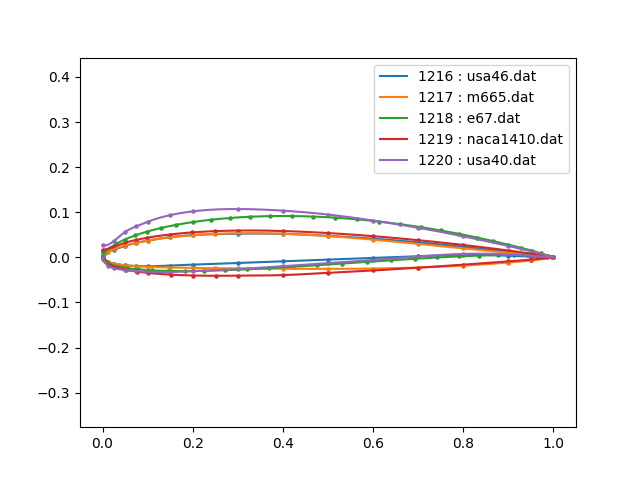 0.4
0.3
0.2
0.1
0.0
−0.1
−0.2
−0.3
0.0 0.2 0.4 0.6 0.8 1.0
1216 : usa46.dat
1217 : m665.dat
1218 : e67.dat
1219 : naca1410.dat
1220 : usa40.dat